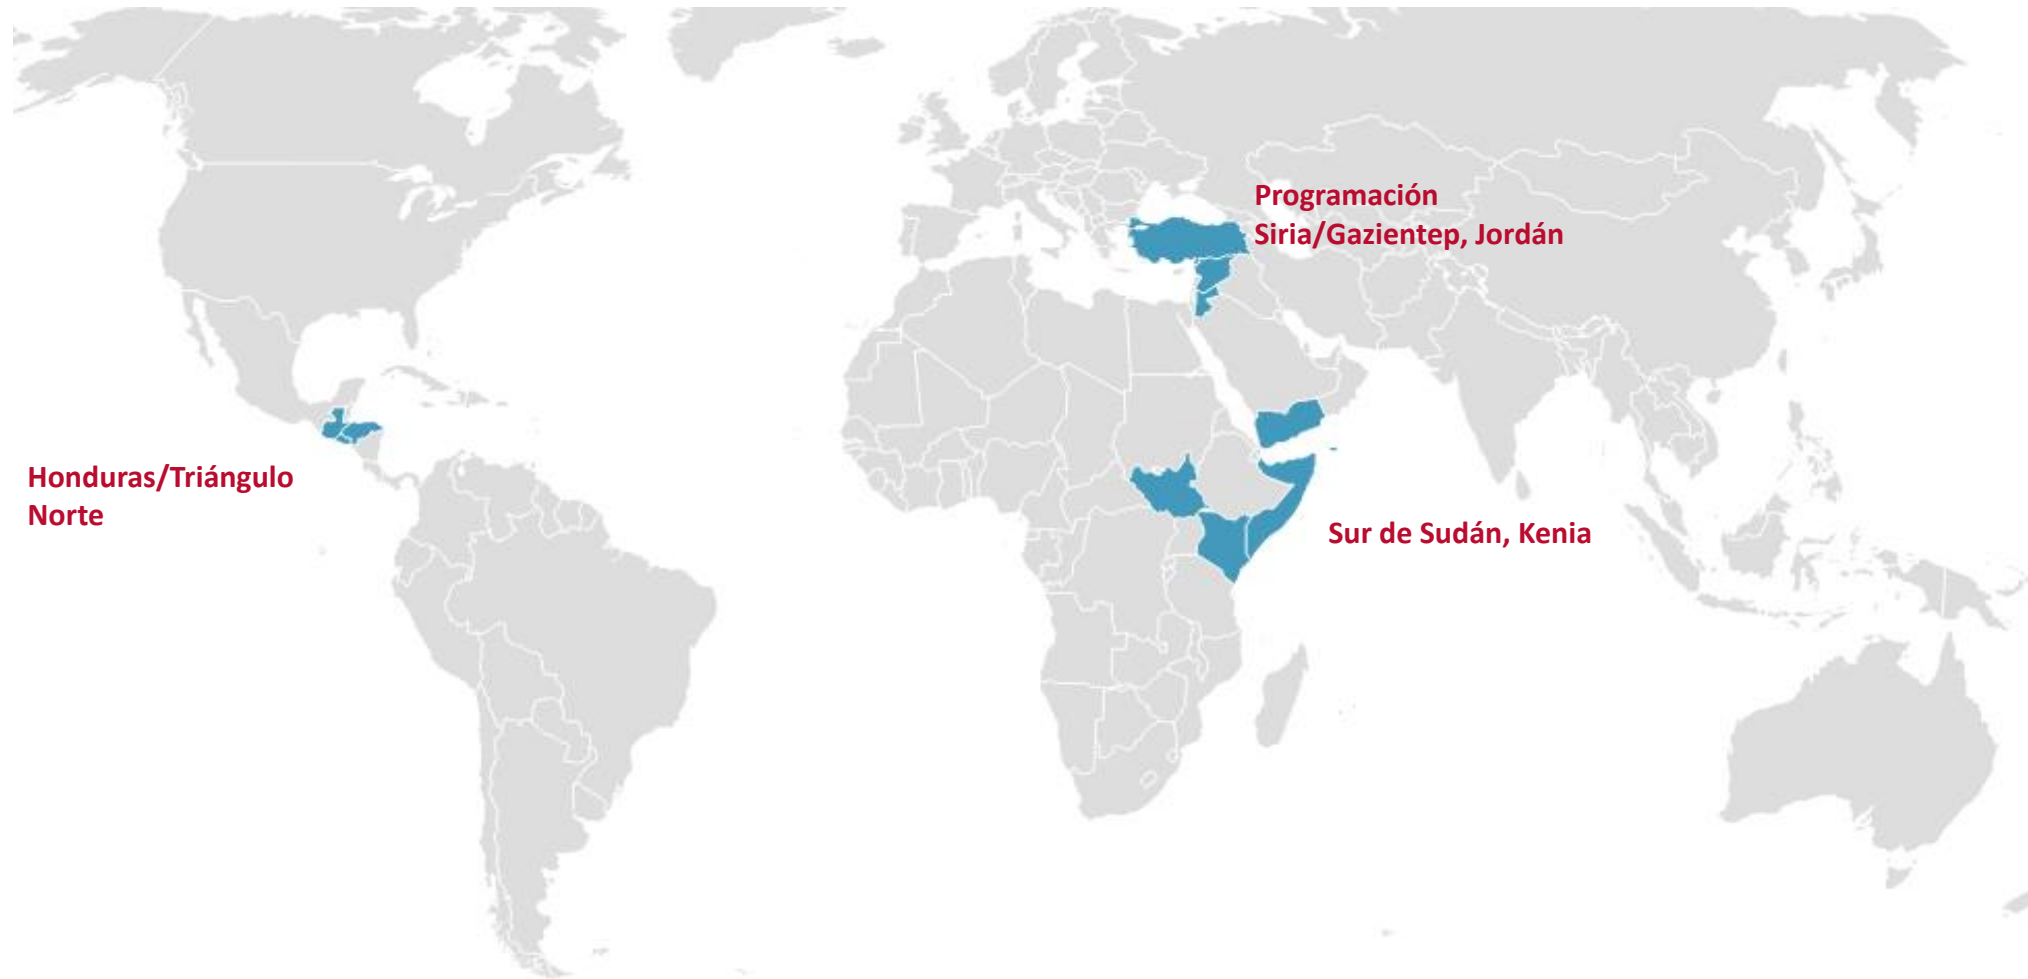 Programación
Siria/Gazientep, Jordán
Honduras/Triángulo
Norte
Sur de Sudán, Kenia